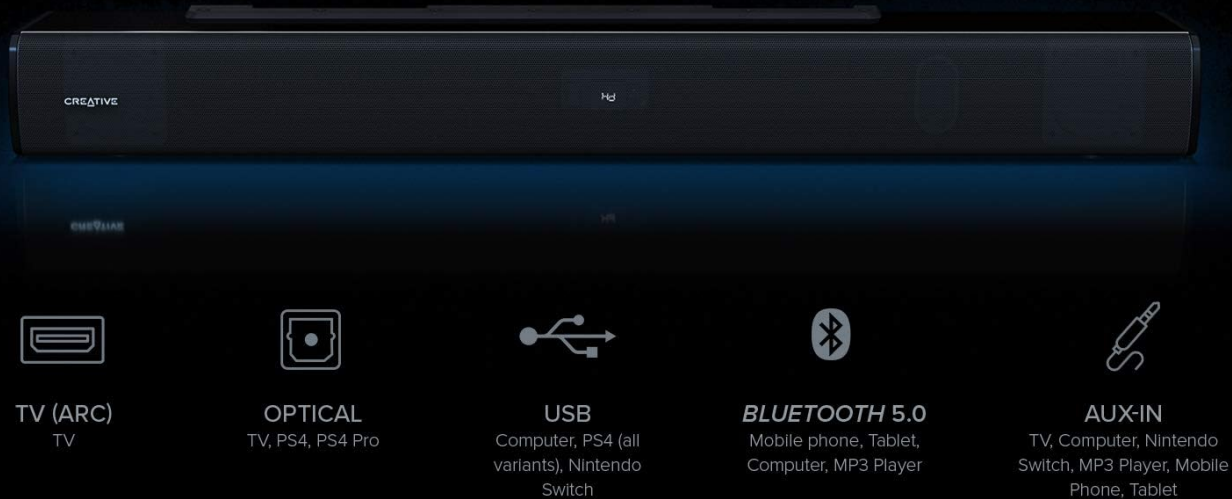 CREATIVE
TV (ARC)
TV
OPTICAL
TV, PS4, PS4 Pro
USB
Computer, PS4 (all
variants), Nintendo
Switch
BLUETOOTH 5.0
Mobile phone, Tablet,
Computer, MP3 Player
AUX-IN
TV, Computer, Nintendo
Switch, MP3 Player, Mobile
Phone, Tablet